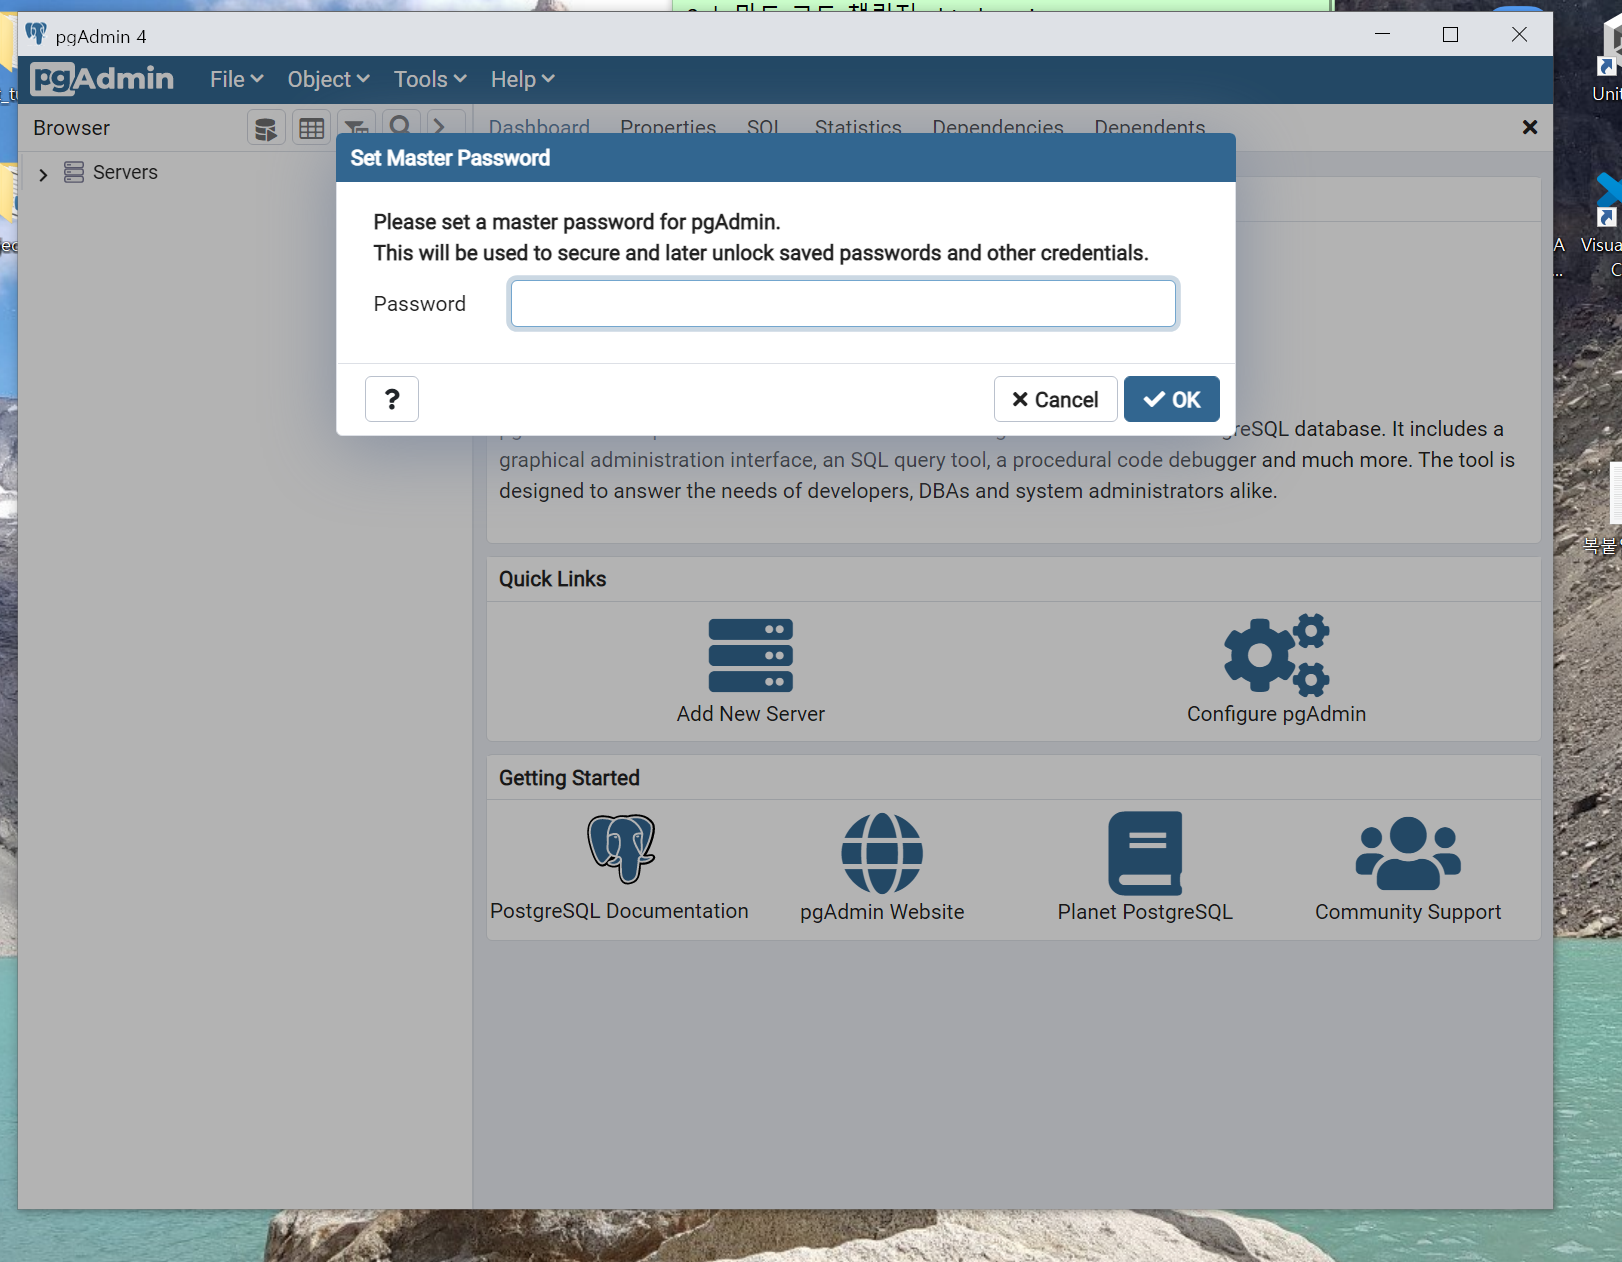 pgAdmin 4
pgAdmin File Object Tools Help
Browser
Dashboard Properties SQL Statistics Dependencies Dependents
Servers
Set Master Password
Please set a master password for pgAdmin.
This will be used to secure and later unlock saved passwords and other credentials.
Password
? Cancel OK
reSQL database. It includes a
graphical administration interface, an SQL query tool, a procedural code debugger and much more. The tool is
designed to answer the needs of developers, DBAs and system administrators alike.
Quick Links
Add New Server
Configure pgAdmin
Getting Started
PostgreSQL Documentation
pgAdmin Website
Planet PostgreSQL
Community Support
Unit
Visua
복붙